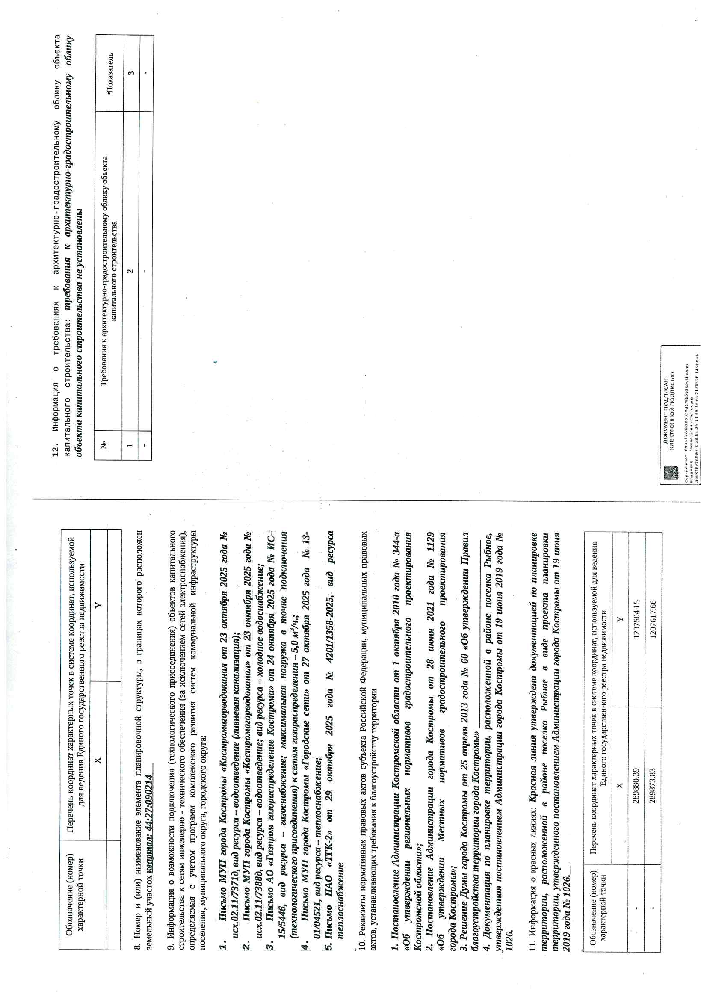 Обозначение (номер) характерной точки
Перечень координат характерных точек в системе координат, используемой
для ведения Единого государственного реестра недвижимости
X Y
8. Номер и (или) наименование элемента планировочной структуры, в границах которого расположен
земельный участок квартал: 44:27:090214
9. Информация о возможности подключения (технологического присоединения) объектов капитального
строительства к сетям инженерно - технического обеспечения (за исключением сетей электроснабжения),
определяемая с учетом программ комплексного развития систем коммунальной инфраструктуры
поселения, муниципального округа, городского округа:
1. Письмо МУП города Костромы «Костромагорводоканал от 23 октября 2025 года №
исх.02.11/7371д, вид ресурса – водоотведение (ливневая канализация);
2. Письмо МУП города Костромы «Костромагорводоканал» от 23 октября 2025 года №
исх.02.11/7388д, вид ресурса – водоотведение; вид ресурса – холодное водоснабжение;
3. Письмо АО «Газпром газораспределение Кострома» от 24 октября 2025 года № ИС–
15/5446, вид ресурса – газоснабжение; максимальная нагрузка в точке подключения
(технологического присоединения) к сетям газораспределения – 5,0 м³/ч.;
4. Письмо МУП города Костромы «Городские сети» от 27 октября 2025 года № 13-
01/04521, вид ресурса – теплоснабжение;
5. Письмо ПАО «ТГК-2» от 29 октября 2025 года № 4201/1358-2025, вид ресурса
теплоснабжение
10. Реквизиты нормативных правовых актов субъекта Российской Федерации, муниципальных правовых
актов, устанавливающих требования к благоустройству территории
1. Постановление Администрации Костромской области от 1 октября 2010 года № 344-а
«Об утверждении региональных нормативов градостроительного проектирования
Костромской области»;
2. Постановление Администрации города Костромы от 28 июня 2021 года № 1129
«Об утверждении Местных нормативов градостроительного проектирования
города Костромы»;
3. Решение Думы города Костромы от 25 апреля 2013 года № 60 «Об утверждении Правил
благоустройства территории города Костромы»
4. Документация по планировке территории, расположенной в районе поселка Рыбное,
утвержденная постановлением Администрации города Костромы от 19 июня 2019 года №
1026.
11. Информация о красных линиях: Красная линия утверждена документацией по планировке
территории, расположенной в районе поселка Рыбное в виде проекта планировки
территории, утвержденного постановлением Администрации города Костромы от 19 июня
2019 года № 1026.
Обозначение (номер) характерной точки
Перечень координат характерных точек в системе координат, используемой для ведения
Единого государственного реестра недвижимости
X Y
- 289880.39 1207504.15
- 289873.83 1207617.66
12. Информация о требованиях к архитектурно-градостроительному облику объекта
капитального строительства: требования к архитектурно-градостроительному облику
объекта капитального строительства не установлены
№ Требования к архитектурно-градостроительному облику объекта капитального строительства Показатель
1 2 3
- - -
ДОКУМЕНТ ПОДПИСАН
ЭЛЕКТРОННОЙ ПОДПИСЬЮ
Сертификат
Владелец Елена Сергеевна
Действителен с 28.05.25 14:49:46 по 21.08.26 14:49:46